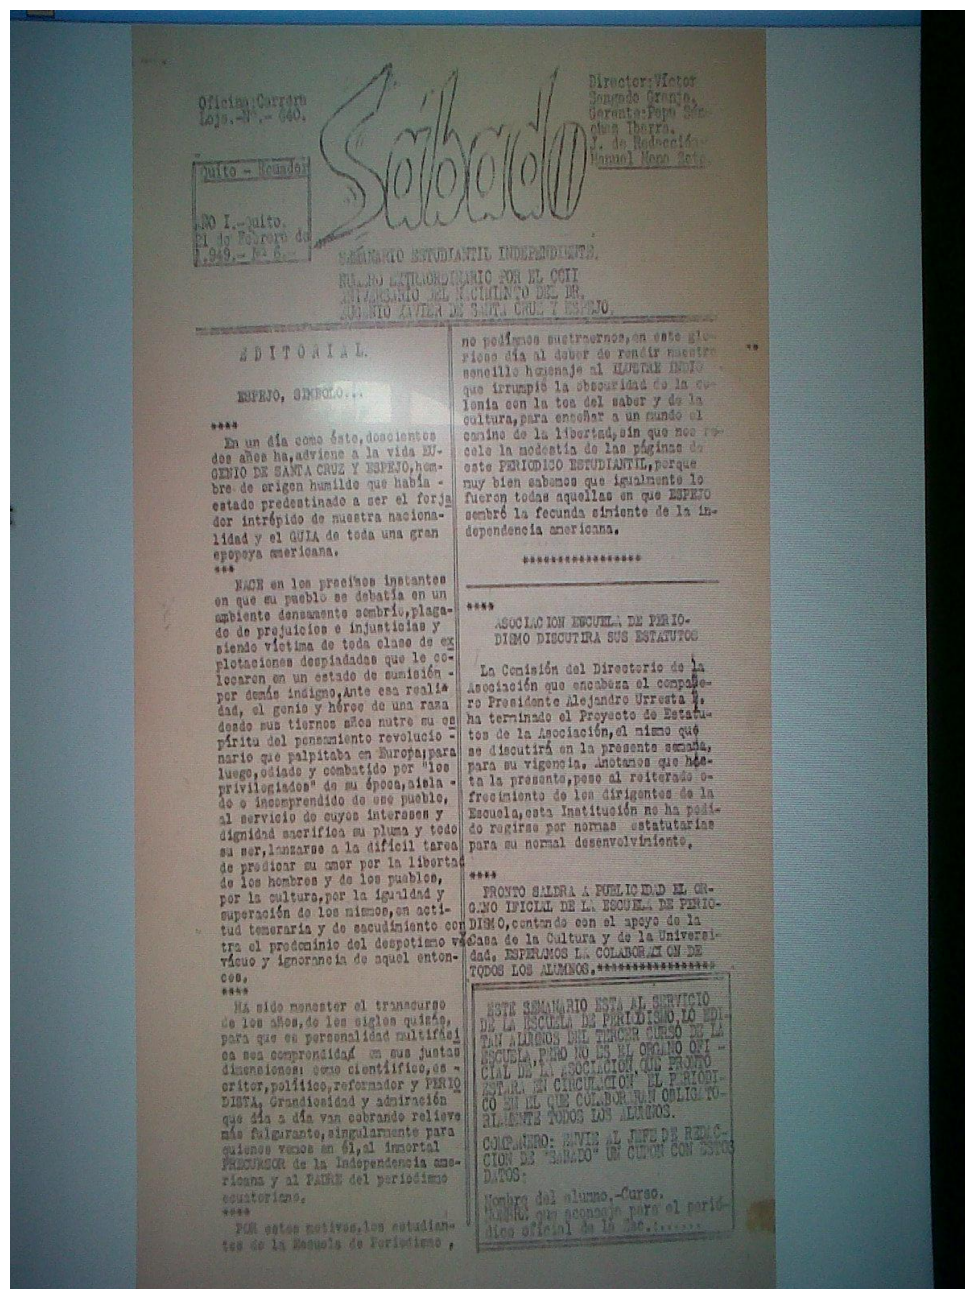 Oficina:Carrera
Loja.-Nº.- 640.
Sábado
Director:Víctor
Sangado Granja.
Gerente:Pepe Sán-
chez Ibarra.
J. de Redacción:
Manuel Mena
Quito - Ecuador
AÑO I.-Quito,
21 de Febrero de
1.949.- Nº 6.-
SEMANARIO ESTUDIANTIL INDEPENDIENTE.
NUMERO EXTRAORDINARIO POR EL CCII
ANIVERSARIO DEL NACIMIENTO DEL DR.
EUGENIO XAVIER DE SANTA CRUZ Y ESPEJO.
EDITORIAL.
ESPEJO, SIMBOLO...
****
En un día como éste,doscientos
dos años ha,adviene a la vida EU-
GENIO DE SANTA CRUZ Y ESPEJO,hom-
bre de origen humilde que había -
estado predestinado a ser el forja
dor intrépido de nuestra naciona-
lidad y el GUIA de toda una gran
epopoya americana.
***
NACE en los precisos instantes
en que su pueblo se debatía en un
ambiente densamente sombrío,plaga-
do de prejuicios e injusticias y
siendo víctima de toda clase de ex
plotaciones despiadadas que le co-
locaron en un estado de sumisión -
por demás indigno.Ante esa reali-
dad, el genio y héroe de una raza
desde sus tiernos años nutre su es
píritu del pensamiento revolucio -
nario que palpitaba en Europa;para
luego,odiado y combatido por "los
privilegiados" de su época,aisla -
do e incomprendido de ese pueblo,
al servicio de cuyos intereses y
dignidad sacrifica su pluma y todo
su ser,lanzarse a la difícil tarea
de predicar su amor por la libertad
de los hombres y de los pueblos,
por la cultura,por la igualdad y
superación de los mismos,en acti-
tud temeraria y de sacudimiento con
tra el predominio del despotismo va
vácuo y ignorancia de aquel enton-
ces.
****
HA sido menester el transcurso
de los años,de los siglos quizás,
para que es personalidad multifási
ca sea comprendida en sus justas
dimensiones: como científico,es -
critor,político,reformador y PERIO
DISTA. Grandiosidad y admiración
que día a día van cobrando relieve
más fulgurante,singularmente para
quienes vemos en él,al inmortal
PRECURSOR de la Independencia ame-
ricana y al PADRE del periodismo
ecuatoriano.
****
POR estos motivos,los estudian-
tes de la Escuela de Periodismo ,
no podíamos sustraernos,en este glo-
rioso día al deber de rendir nuestro
sencillo homenaje al ILUSTRE INDIO
que irrumpió la obscuridad de la co-
lonia con la tea del saber y de la
cultura,para enseñar a un mundo el
camino de la libertad,sin que nos re-
cele la modestia de las páginas de
este PERIODICO ESTUDIANTIL,porque
muy bien sabemos que igualmente lo
fueron todas aquellas en que ESPEJO
sembró la fecunda simiente de la in-
dependencia americana.
*****************
****
ASOCIACION ESCUELA DE PERIO-
DISMO DISCUTIRA SUS ESTATUTOS
La Comisión del Directorio de la
Asociación que encabeza el compañe-
ro Presidente Alejandro Urresta
ha terminado el Proyecto de Estatu-
tos de la Asociación,el mismo que
se discutirá en la presente semana,
para su vigencia. Anotamos que has-
ta la presente,pese al reiterado o-
frecimiento de los dirigentes de la
Escuela,esta Institución no ha podi-
do regirse por normas estatutarias
para su normal desenvolvimiento.
****
PRONTO SALDRA A PUBLICIDAD EL OR-
GANO IFICIAL DE LA ESCUELA DE PERIO-
DISMO,contando con el apoyo de la
Casa de la Cultura y de la Universi-
dad. ESPERAMOS LA COLABORACION DE
TODOS LOS ALUMNOS.*****************
ESTE SEMANARIO ESTA AL SERVICIO
DE LA ESCUELA DE PERIODISMO.LO EDI-
TAN ALUMNOS DEL TERCER CURSO DE LA
ESCUELA,PERO NO ES EL ORGANO OFI -
CIAL DE LA ASOCIACION,QUE PRONTO
ESTARA EN CIRCULACION EL PERIODI-
CO EN EL QUE COLABORARAN OBLIGATO-
RIAMENTE TODOS LOS ALUMNOS.
COMPAÑERO: ENVIE AL JEFE DE REDAC-
CION DE "SABADO" UN CUPON CON ESTOS
DATOS:
Nombre del alumno.-Curso.
NOMBRE que aconseja para el perió-
dico oficial de la Esc.:......